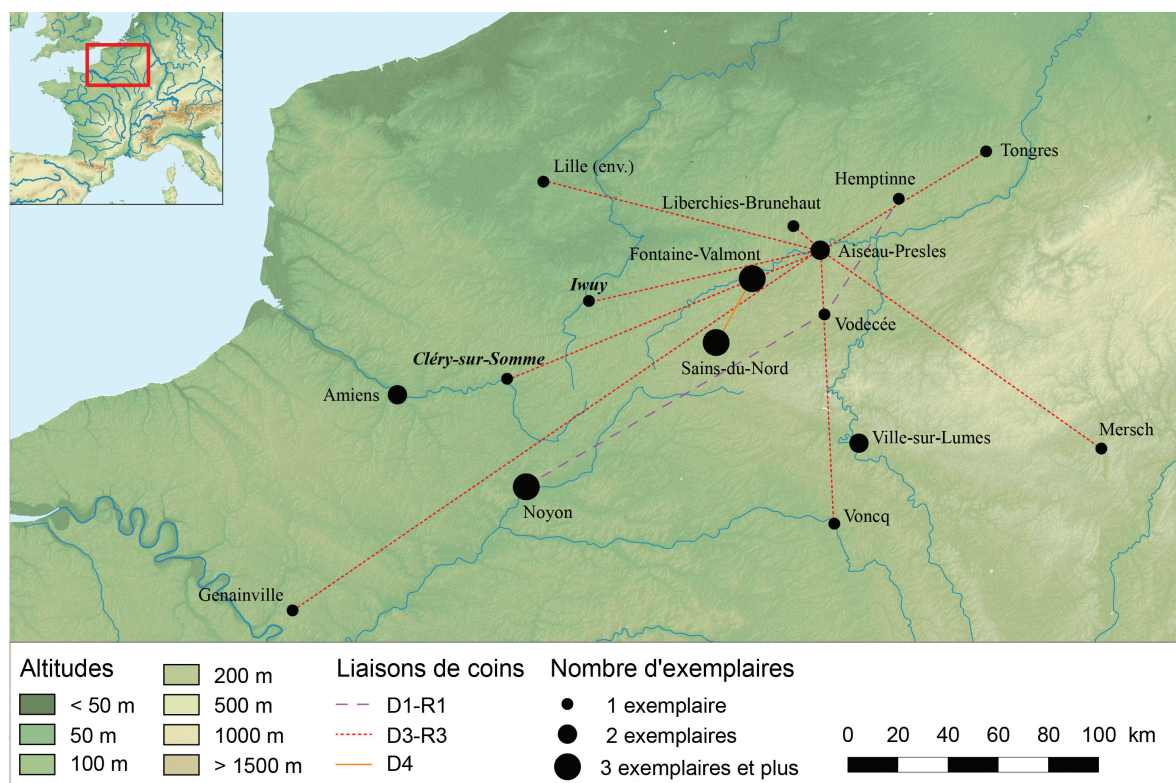 Tongres
Lille (env.)
Hemptinne
Liberchies-Brunehaut
Aiseau-Presles
Fontaine-Valmont
Iwuy
Vodecée
Cléry-sur-Somme
Sains-du-Nord
Amiens
Mersch
Ville-sur-Lumes
Noyon
Voncq
Genainville
Altitudes
< 50 m
50 m
100 m
200 m
500 m
1000 m
> 1500 m
Liaisons de coins
D1-R1
D3-R3
D4
Nombre d'exemplaires
1 exemplaire
2 exemplaires
3 exemplaires et plus
0 20 40 60 80 100 km